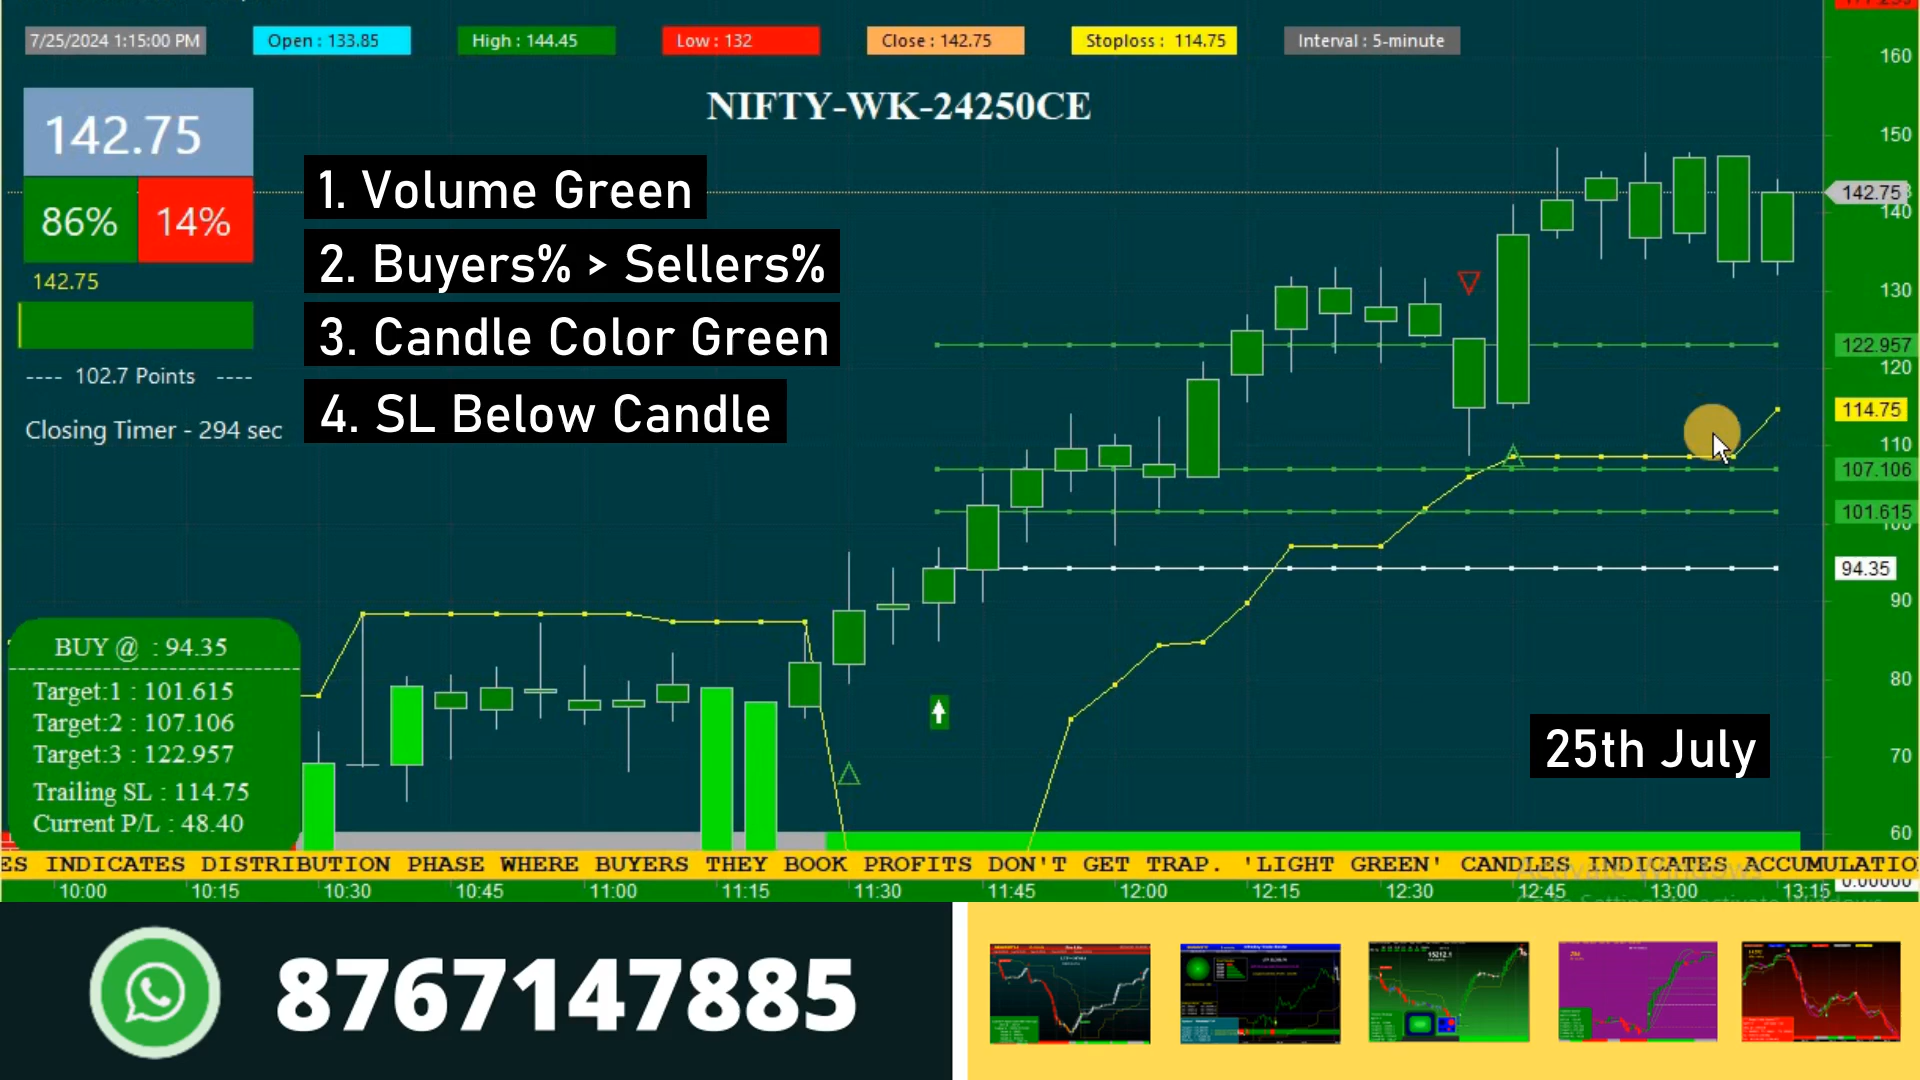 7/25/2024 1:15:00 PM
Open : 133.85
High : 144.45
Low : 132
Close : 142.75
Stoploss : 114.75
Interval : 5-minute
NIFTY-WK-24250CE
142.75
86% 14%
142.75
---- 102.7 Points ----
Closing Timer - 294 sec
1. Volume Green
2. Buyers% > Sellers%
3. Candle Color Green
4. SL Below Candle
160
150
142.75
140
130
122.957
120
114.75
110
107.106
101.615
100
94.35
90
80
70
60
25th July
BUY @ : 94.35
Target:1 : 101.615
Target:2 : 107.106
Target:3 : 122.957
Trailing SL : 114.75
Current P/L : 48.40
ES INDICATES DISTRIBUTION PHASE WHERE BUYERS THEY BOOK PROFITS DON'T GET TRAP. 'LIGHT GREEN' CANDLES INDICATES ACCUMULATIO
Activate Windows
10:00 10:15 10:30 10:45 11:00 11:15 11:30 11:45 12:00 12:15 12:30 12:45 13:00 13:15
8767147885